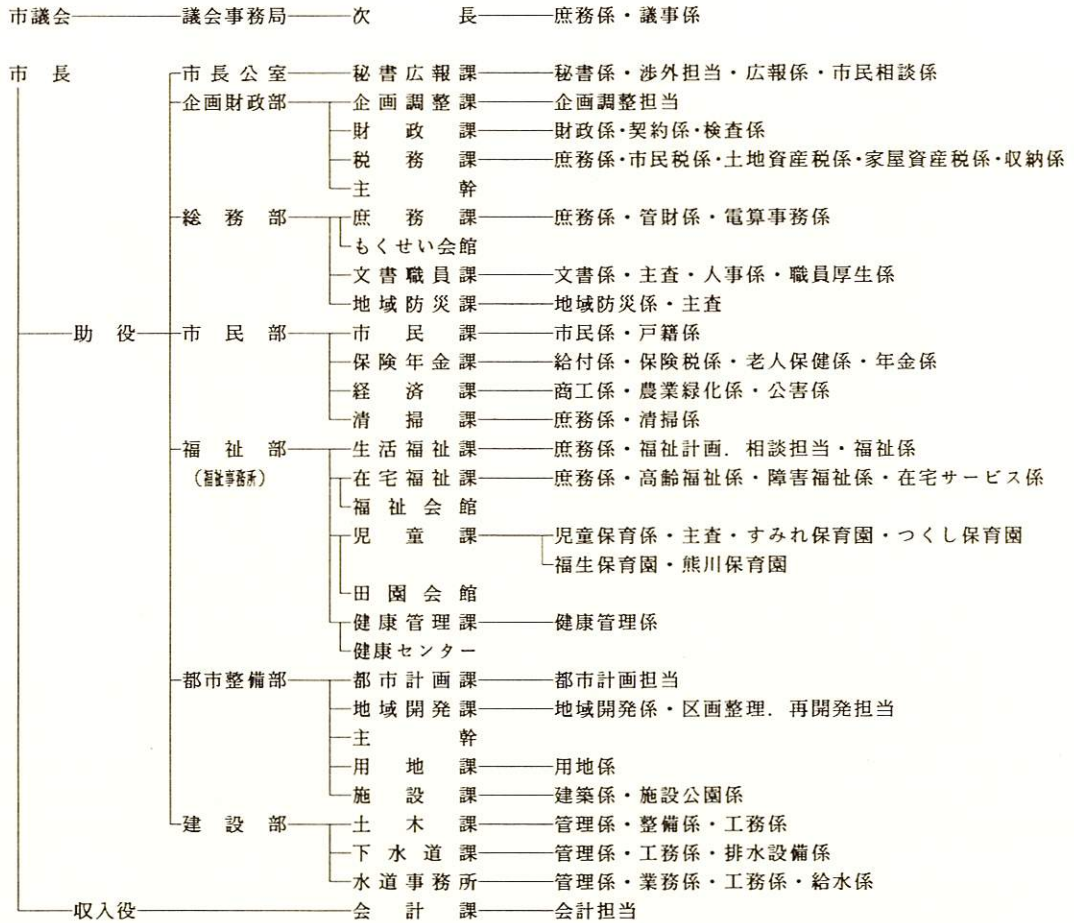 市議会 議会事務局 次長 庶務係・議事係
市長 市長公室 秘書広報課 秘書係・渉外担当・広報係・市民相談係
企画財政部 企画調整課 企画調整担当
財政課 財政係・契約係・検査係
税務課 庶務係・市民税係・土地資産税係・家屋資産税係・収納係
主幹
総務部 庶務課 庶務係・管財係・電算事務係
もくせい会館
文書職員課 文書係・主査・人事係・職員厚生係
地域防災課 地域防災係・主査
助役 市民部 市民課 市民係・戸籍係
保険年金課 給付係・保険税係・老人保健係・年金係
経済課 商工係・農業緑化係・公害係
清掃課 庶務係・清掃係
福祉部 生活福祉課 庶務係・福祉計画．相談担当・福祉係
（福祉事務所） 在宅福祉課 庶務係・高齢福祉係・障害福祉係・在宅サービス係
福祉会館
児童課 児童保育係・主査・すみれ保育園・つくし保育園
福生保育園・熊川保育園
田園会館
健康管理課 健康管理係
健康センター
都市整備部 都市計画課 都市計画担当
地域開発課 地域開発係・区画整理．再開発担当
主幹
用地課 用地係
施設課 建築係・施設公園係
建設部 土木課 管理係・整備係・工務係
下水道課 管理係・工務係・排水設備係
水道事務所 管理係・業務係・工務係・給水係
収入役 会計課 会計担当